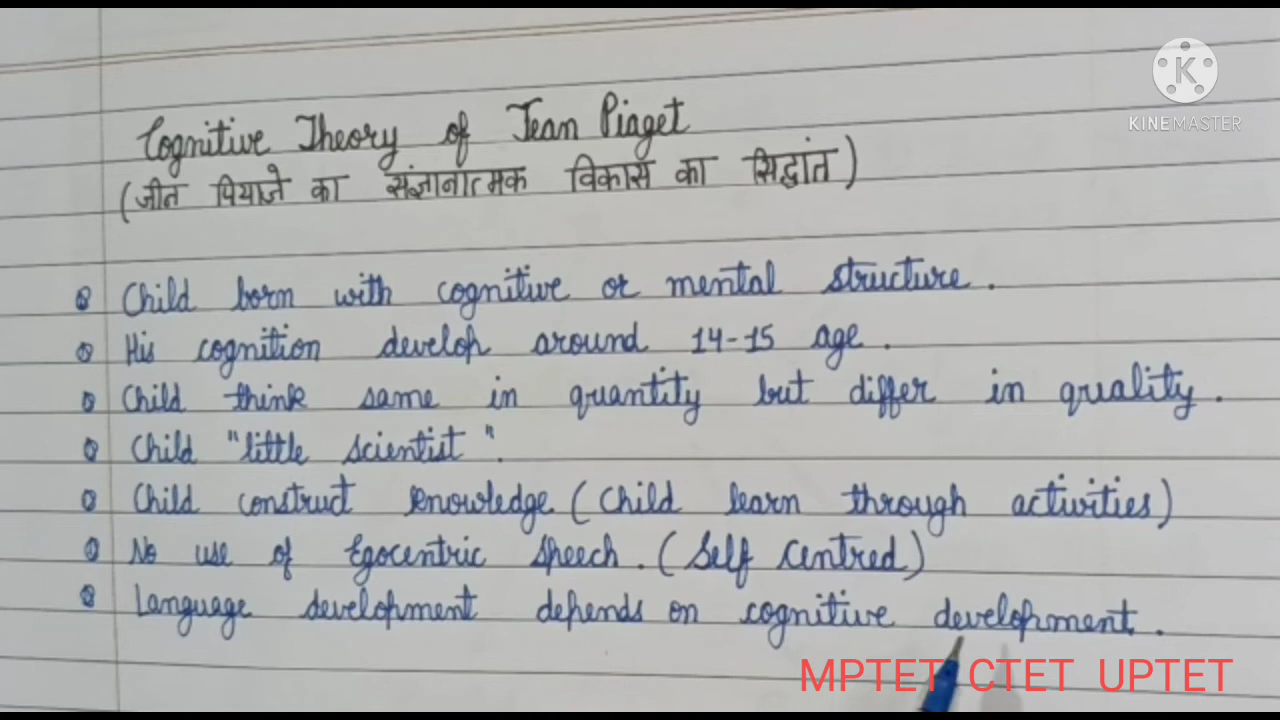 K
KINEMASTER
Cognitive Theory of Jean Piaget
(जीत पियाजे का संज्ञानात्मक विकास का सिद्धांत)
Child born with cognitive or mental structure.
His cognition develop around 14-15 age.
Child think same in quantity but differ in quality.
Child "little scientist".
Child construct knowledge (Child learn through activities)
No use of Egocentric speech. (Self Centred)
Language development depends on cognitive development.
MPTET CTET UPTET